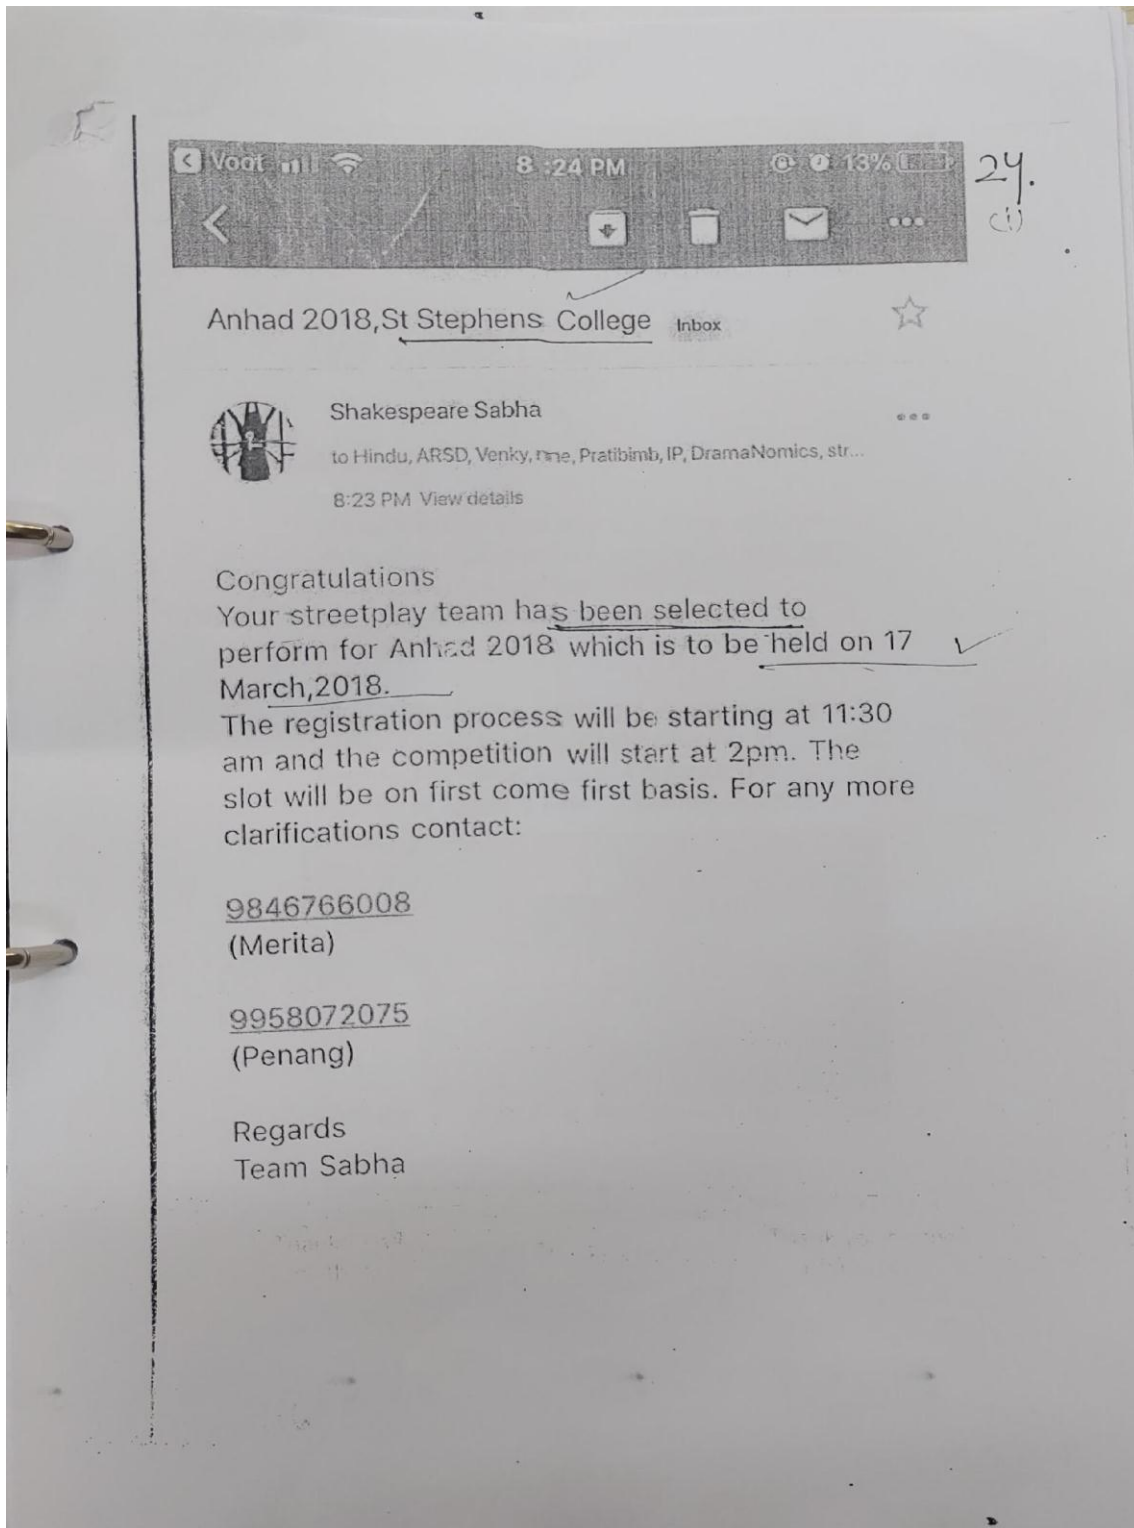 Voot 8:24 PM 13%
24.
(i)
Anhad 2018,St Stephens College Inbox
Shakespeare Sabha
to Hindu, ARSD, Venky, me, Pratibimb, IP, DramaNomics, str...
8:23 PM View details
Congratulations
Your streetplay team has been selected to
perform for Anhad 2018 which is to be held on 17
March,2018.
The registration process will be starting at 11:30
am and the competition will start at 2pm. The
slot will be on first come first basis. For any more
clarifications contact:
9846766008
(Merita)
9958072075
(Penang)
Regards
Team Sabha